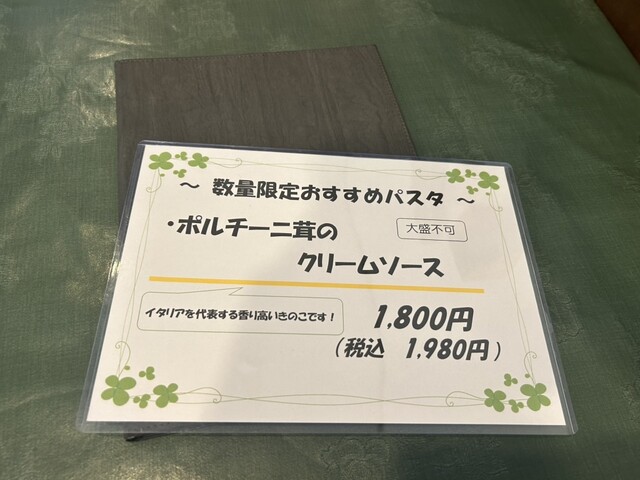 ～ 数量限定おすすめパスタ ～
・ポルチーニ茸の
大盛不可
クリームソース
イタリアを代表する香り高いきのこです！
1,800円
（税込 1,980円）